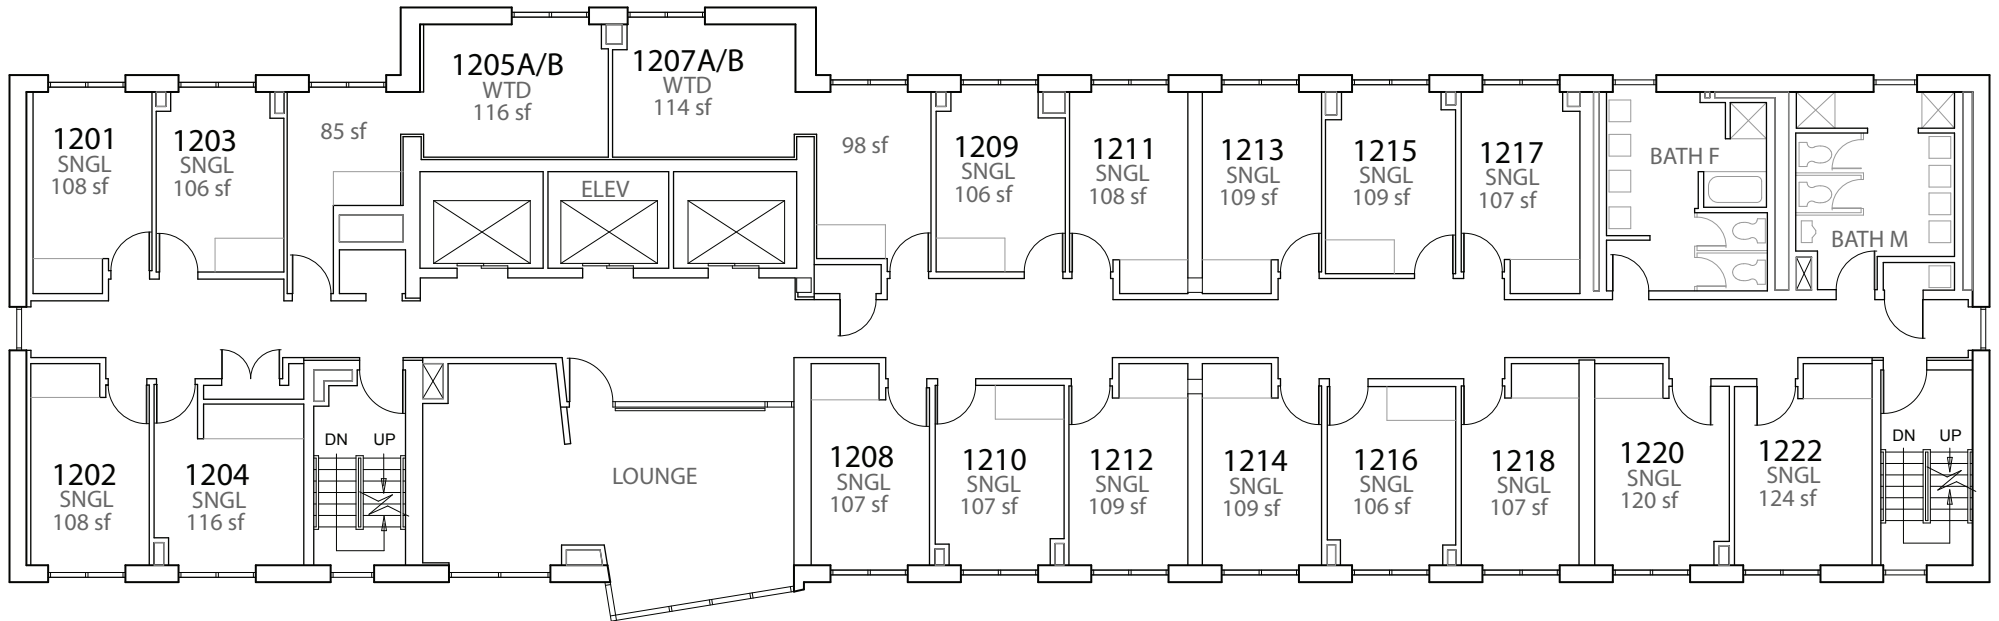 1205A/B
WTD
116 sf
1207A/B
WTD
114 sf
1201
SNGL
108 sf
1203
SNGL
106 sf
85 sf
ELEV
98 sf
1209
SNGL
106 sf
1211
SNGL
108 sf
1213
SNGL
109 sf
1215
SNGL
109 sf
1217
SNGL
107 sf
BATH F
BATH M
1202
SNGL
108 sf
1204
SNGL
116 sf
DN
UP
LOUNGE
1208
SNGL
107 sf
1210
SNGL
107 sf
1212
SNGL
109 sf
1214
SNGL
109 sf
1216
SNGL
106 sf
1218
SNGL
107 sf
1220
SNGL
120 sf
1222
SNGL
124 sf
DN
UP